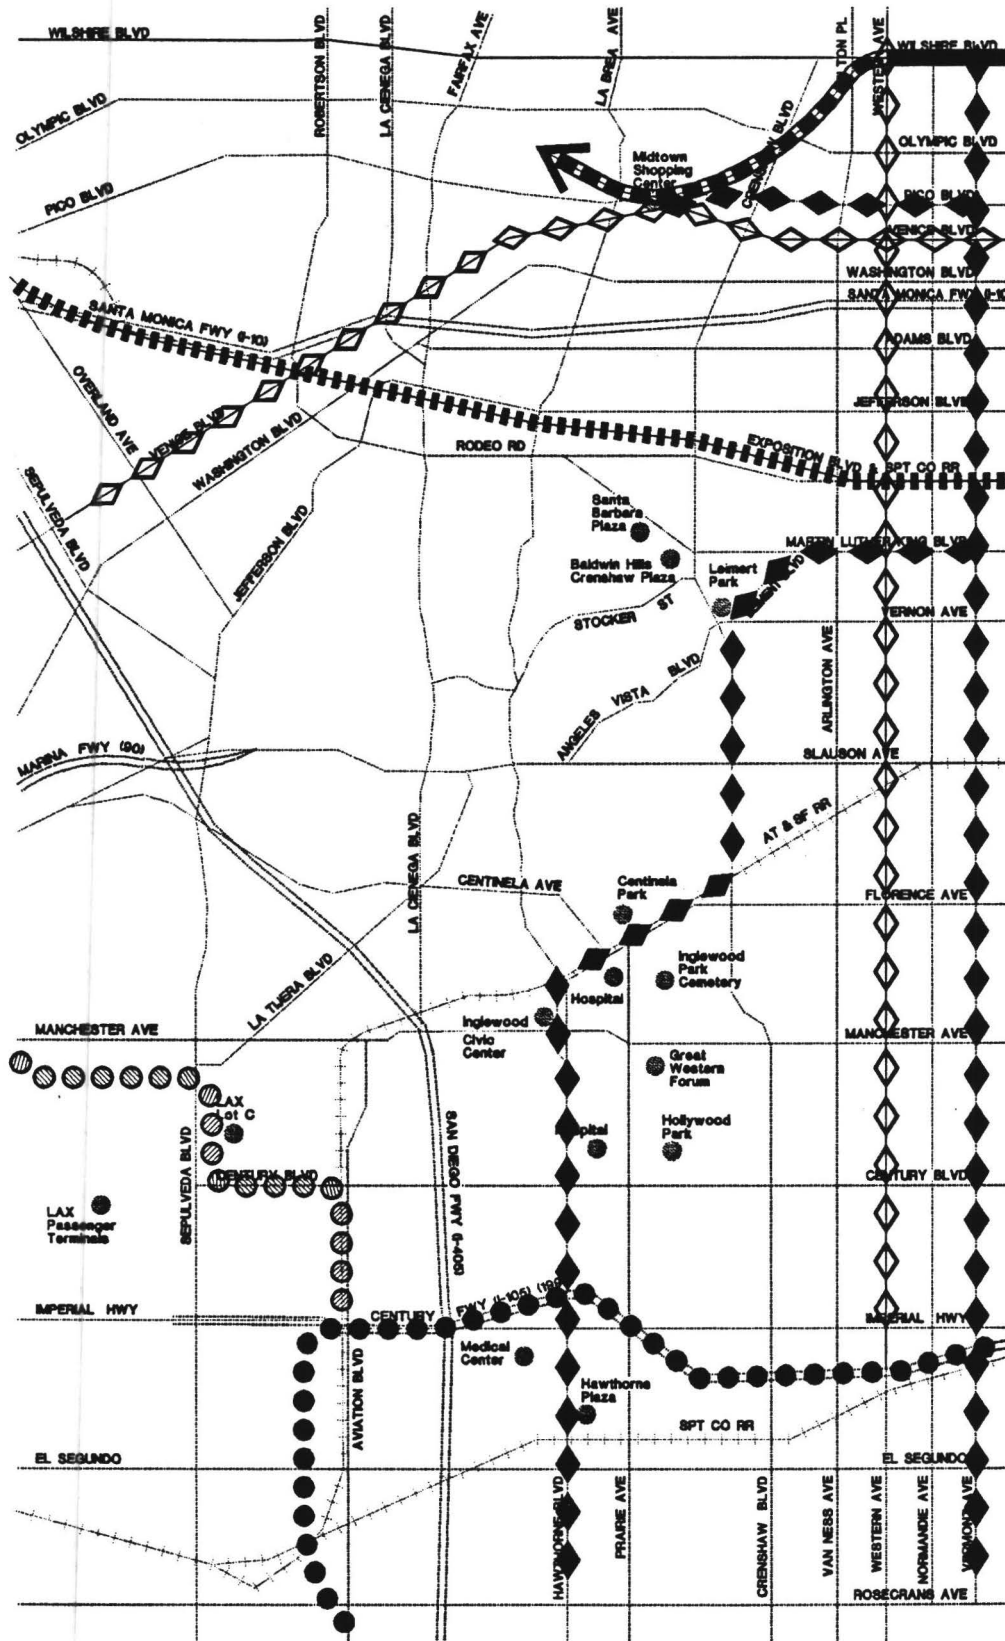 WILSHIRE BLVD
ROBERTSON BLVD
LA CIENEGA BLVD
FAIRFAX AVE
LA BREA AVE
WESTERN AVE
WILSHIRE BLVD
OLYMPIC BLVD
OLYMPIC BLVD
Midtown
Shopping
Center
PICO BLVD
PICO BLVD
VENICE BLVD
WASHINGTON BLVD
SANTA MONICA FWY (I-10)
SANTA MONICA FWY (I-10
ADAMS BLVD
OVERLAND AVE
JEFFERSON BLVD
VENICE BLVD
WASHINGTON BLVD
RODEO RD
EXPOSITION BLVD & SPT CO RR
SEPULVEDA BLVD
Santa
Barbara
Plaza
JEFFERSON BLVD
MARTIN LUTHER KING BLVD
Baldwin Hills
Crenshaw Plaza
Leimert
Park
STOCKER ST
VERNON AVE
ARLINGTON AVE
ANGELES VISTA BLVD
SLAUSON AVE
MARINA FWY (90)
AT & SF RR
LA CIENEGA BLVD
CENTINELA AVE
Centinela
Park
FLORENCE AVE
LA TIJERA BLVD
Inglewood
Park
Cemetery
Hospital
Inglewood
Civic
Center
MANCHESTER AVE
MANCHESTER AVE
Great
Western
Forum
LAX
Lot C
SAN DIEGO FWY (I-405)
Hollywood
Park
CENTURY BLVD
CENTURY BLVD
SEPULVEDA BLVD
LAX
Passenger
Terminals
IMPERIAL HWY
CENTURY FWY (I-105)
IMPERIAL HWY
Medical
Center
AVIATION BLVD
Hawthorne
Plaza
SPT CO RR
EL SEGUNDO
EL SEGUNDO
HAWTHORNE BLVD
PRAIRIE AVE
CRENSHAW BLVD
VAN NESS AVE
WESTERN AVE
NORMANDIE AVE
VERMONT AVE
ROSECRANS AVE